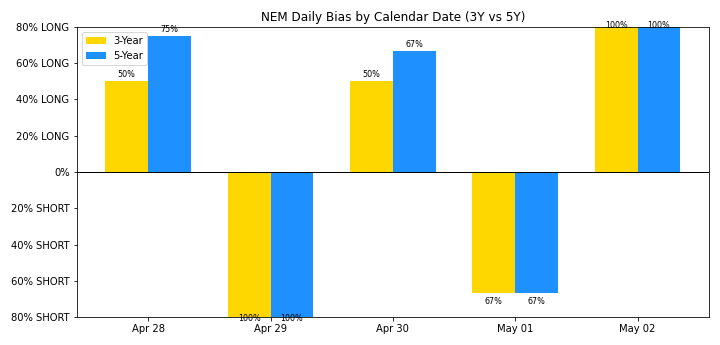 NEM Daily Bias by Calendar Date (3Y vs 5Y)
80% LONG
60% LONG
40% LONG
20% LONG
0%
20% SHORT
40% SHORT
60% SHORT
80% SHORT
3-Year
5-Year
50%
75%
100%
100%
50%
67%
67%
67%
100%
100%
Apr 28
Apr 29
Apr 30
May 01
May 02